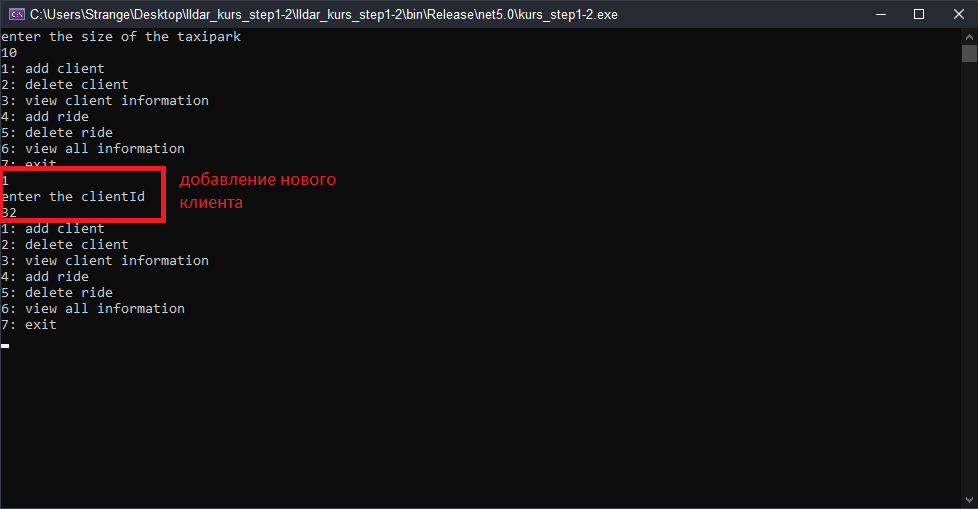 C:\Users\Strange\Desktop\Ildar_kurs_step1-2\Ildar_kurs_step1-2\bin\Release\net5.0\kurs_step1-2.exe
enter the size of the taxipark
10
1: add client
2: delete client
3: view client information
4: add ride
5: delete ride
6: view all information
7: exit
1
enter the clientId
32
добавление нового
клиента
1: add client
2: delete client
3: view client information
4: add ride
5: delete ride
6: view all information
7: exit